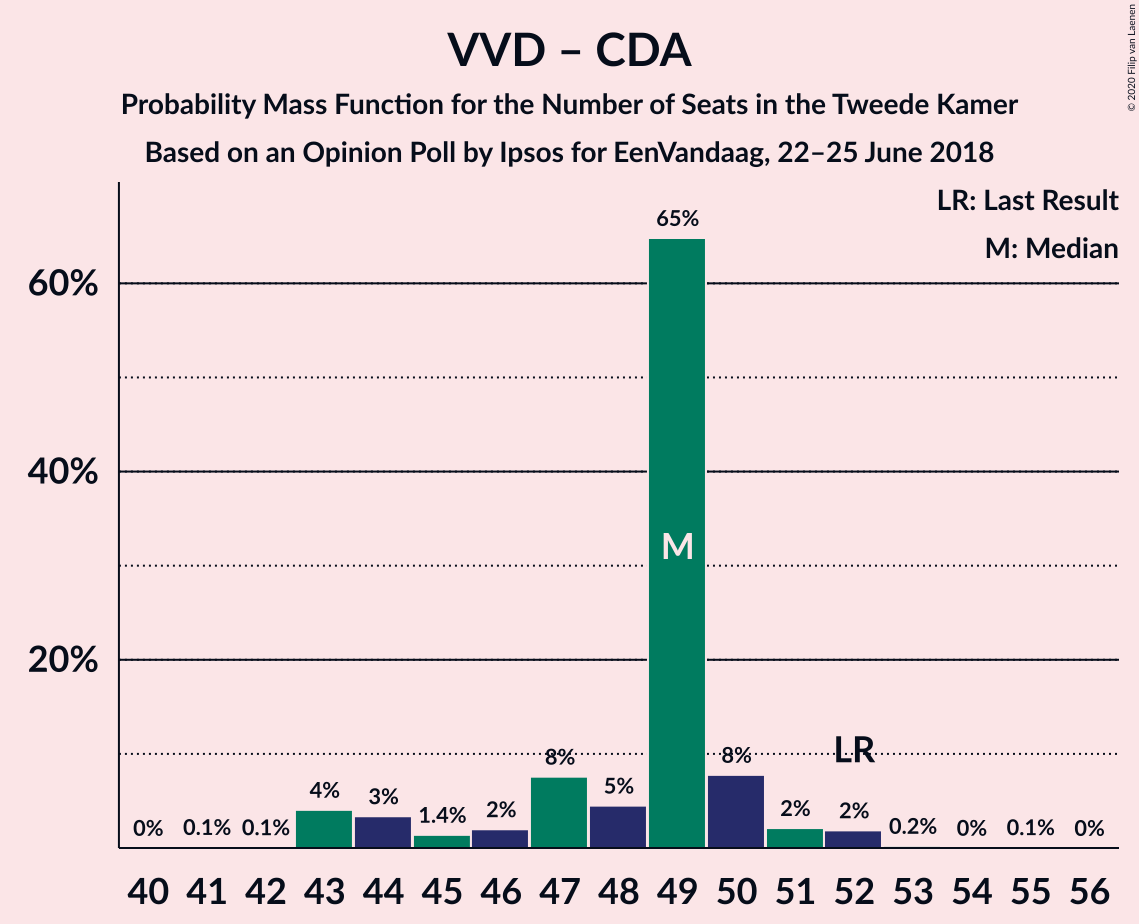 VVD – CDA
Probability Mass Function for the Number of Seats in the Tweede Kamer
Based on an Opinion Poll by Ipsos for EenVandaag, 22–25 June 2018
© 2020 Filip van Laenen
LR: Last Result
M: Median
60%
40%
20%
0%
0.1%
0.1%
4%
3%
1.4%
2%
8%
5%
65%
M
8%
2%
2%
LR
0.2%
0%
0.1%
0%
40 41 42 43 44 45 46 47 48 49 50 51 52 53 54 55 56